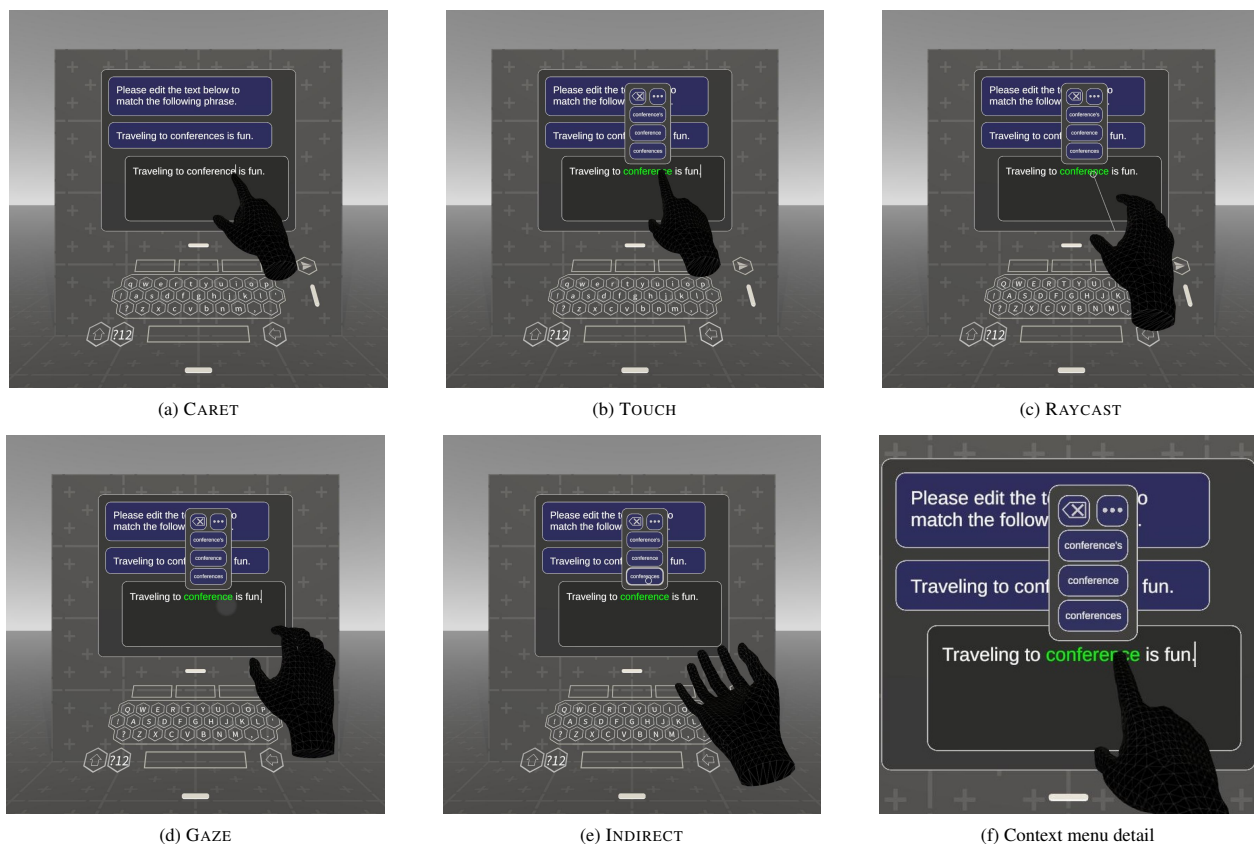 Please edit the text below to
match the following phrase.
Traveling to conferences is fun.
Traveling to conference is fun.
q w e r t y u i o p
! a s d f g h j k l '
? z x c v b n m , .
?12
(a) CARET
Please edit the t o
match the follow .
conference's
conference
conferences
Traveling to conf fun.
Traveling to conference is fun.
q w e r t y u i o p
! a s d f g h j k l '
? z x c v b n m , .
?12
(b) TOUCH
Please edit the t o
match the follow .
conference's
conference
conferences
Traveling to conf fun.
Traveling to conference is fun.
Q W E R T Y U
! A S D F G H J K
? Z X C V B N M
?12
(c) RAYCAST
Please edit the t o
match the follow .
conference's
conference
conferences
Traveling to conf fun.
Traveling to conference is fun.
Q W E R T Y U I O P
! A S D F G H J K L
? Z X C V B N M , .
?12
(d) GAZE
Please edit the t o
match the follow .
conference's
conference
conferences
Traveling to conf fun.
Traveling to conference is fun.
Q W E R T Y U I O
! A S D F G H J K L
? Z X C V B N M , .
?12
(e) INDIRECT
Please edit the t o
match the follow .
conference's
conference
conferences
Traveling to conf fun.
Traveling to conference is fun.
(f) Context menu detail